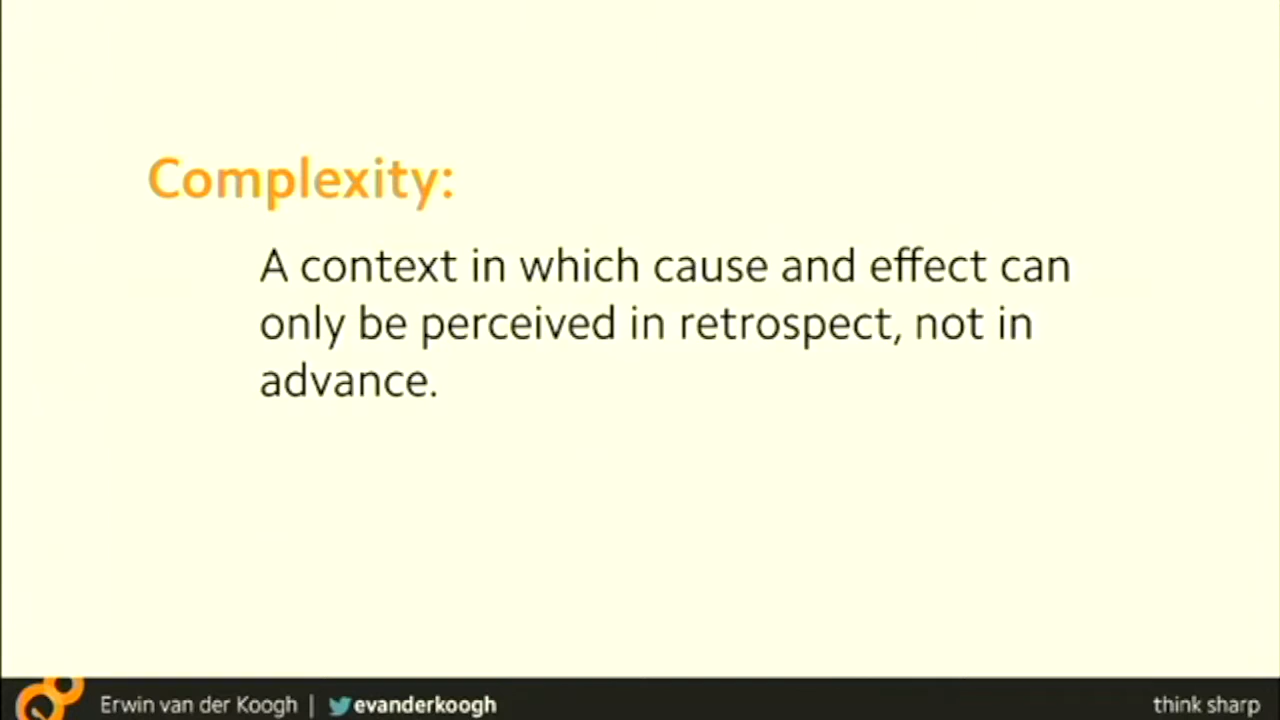 Complexity:
A context in which cause and effect can
only be perceived in retrospect, not in
advance.
Erwin van der Koogh | evanderkoogh
think sharp